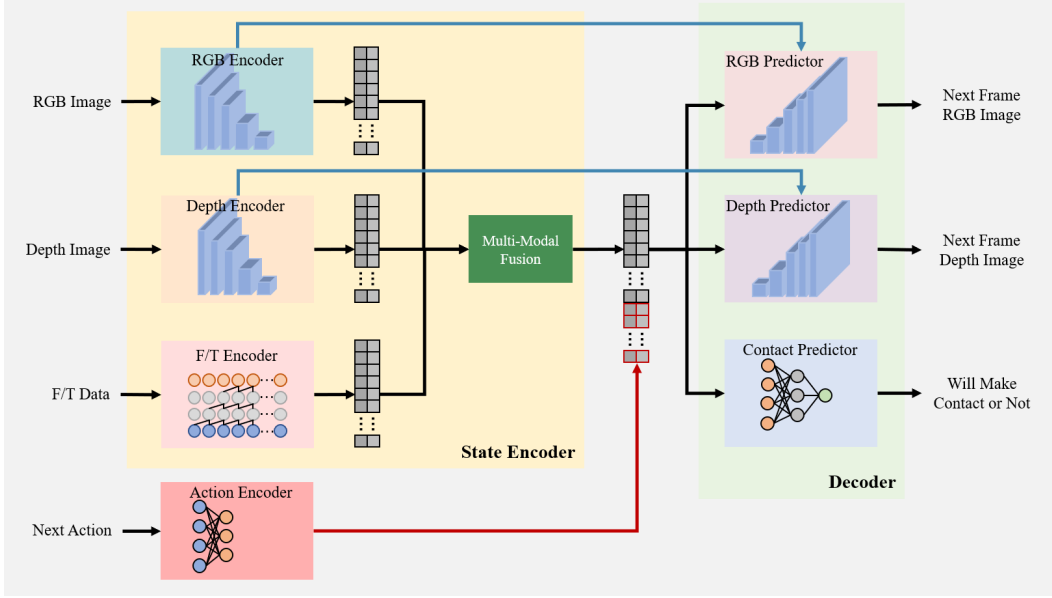 RGB Encoder
RGB Predictor
RGB Image
Next Frame
RGB Image
Depth Encoder
Depth Predictor
Depth Image
Multi-Modal
Fusion
Next Frame
Depth Image
F/T Encoder
Contact Predictor
F/T Data
Will Make
Contact or Not
State Encoder
Decoder
Action Encoder
Next Action